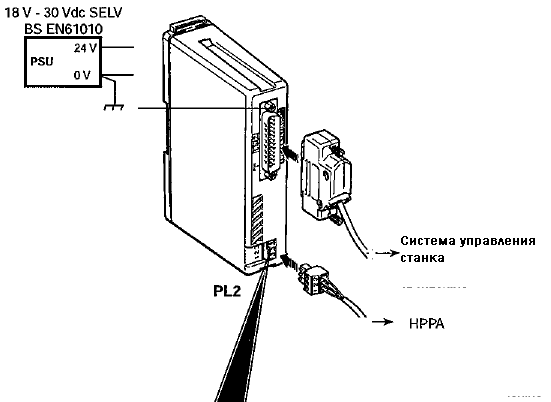 18 V - 30 Vdc SELV
BS EN61010
24 V
PSU
0 V
Система управления
станка
PL2
HPPA